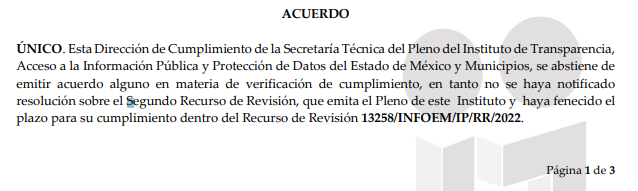 ACUERDO
ÚNICO. Esta Dirección de Cumplimiento de la Secretaría Técnica del Pleno del Instituto de Transparencia,
Acceso a la Información Pública y Protección de Datos del Estado de México y Municipios, se abstiene de
emitir acuerdo alguno en materia de verificación de cumplimiento, en tanto no se haya notificado
resolución sobre el Segundo Recurso de Revisión, que emita el Pleno de este Instituto y haya fenecido el
plazo para su cumplimiento dentro del Recurso de Revisión 13258/INFOEM/IP/RR/2022.
Página 1 de 3